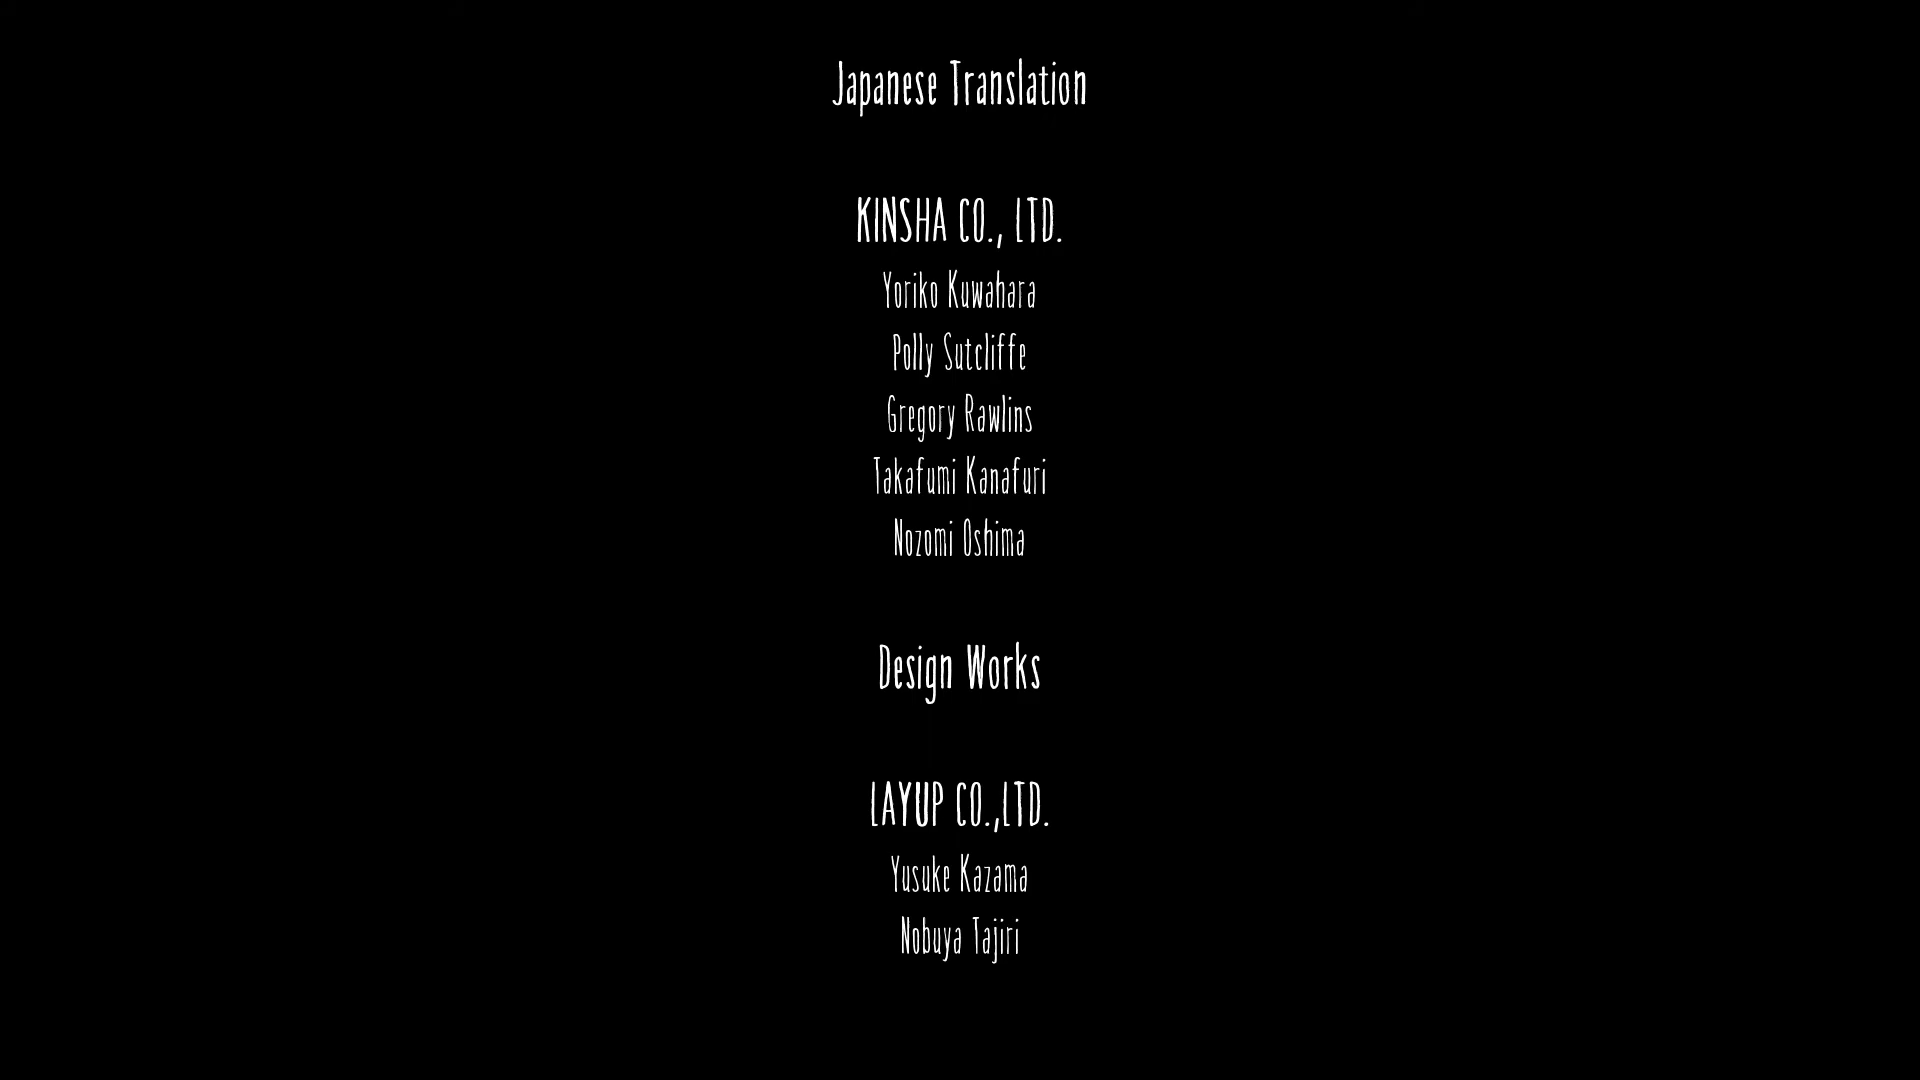 Japanese Translation
KINSHA CO., LTD.
Yoriko Kuwahara
Polly Sutcliffe
Gregory Rawlins
Takafumi Kanafuri
Nozomi Oshima
Design Works
LAYUP CO.,LTD.
Yusuke Kazama
Nobuya Tajiri